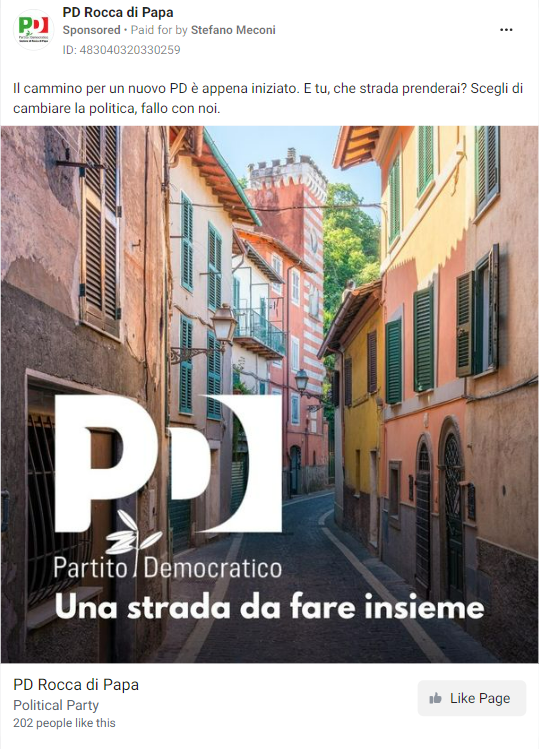 PD Rocca di Papa
Sponsored • Paid for by Stefano Meconi
ID: 483040320330259
Il cammino per un nuovo PD è appena iniziato. E tu, che strada prenderai? Scegli di
cambiare la politica, fallo con noi.
PD
Partito Democratico
Una strada da fare insieme
PD Rocca di Papa
Political Party
202 people like this
Like Page